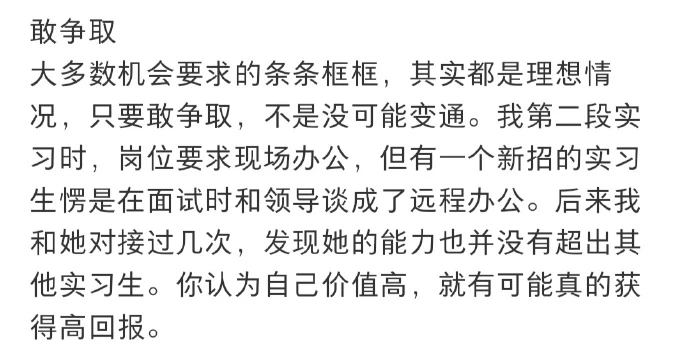 敢争取
大多数机会要求的条条框框，其实都是理想情
况，只要敢争取，不是没可能变通。我第二段实
习时，岗位要求现场办公，但有一个新招的实习
生愣是在面试时和领导谈成了远程办公。后来我
和她对接过几次，发现她的能力也并没有超出其
他实习生。你认为自己价值高，就有可能真的获
得高回报。